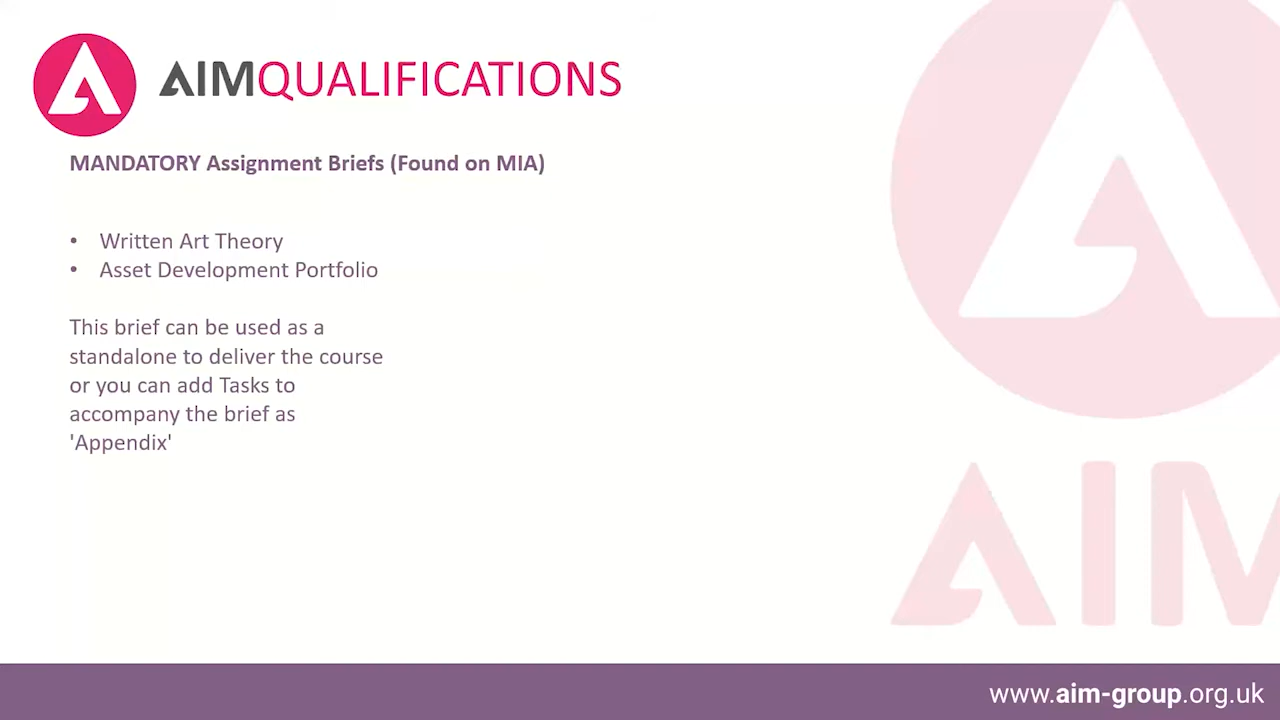 AIMQUALIFICATIONS
MANDATORY Assignment Briefs (Found on MIA)
• Written Art Theory
• Asset Development Portfolio
This brief can be used as a
standalone to deliver the course
or you can add Tasks to
accompany the brief as
'Appendix'
AIM
www.aim-group.org.uk